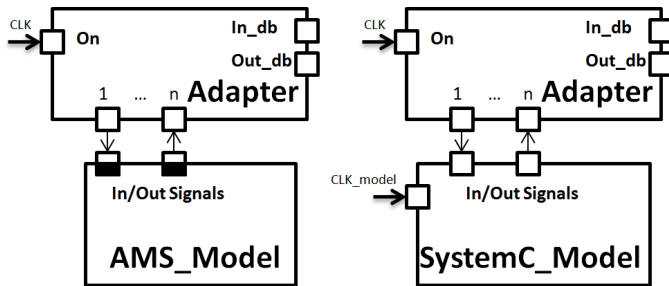 CLK
On
In_db
Out_db
1 ... n
Adapter
In/Out Signals
AMS_Model
CLK
On
In_db
Out_db
1 ... n
Adapter
CLK_model
In/Out Signals
SystemC_Model